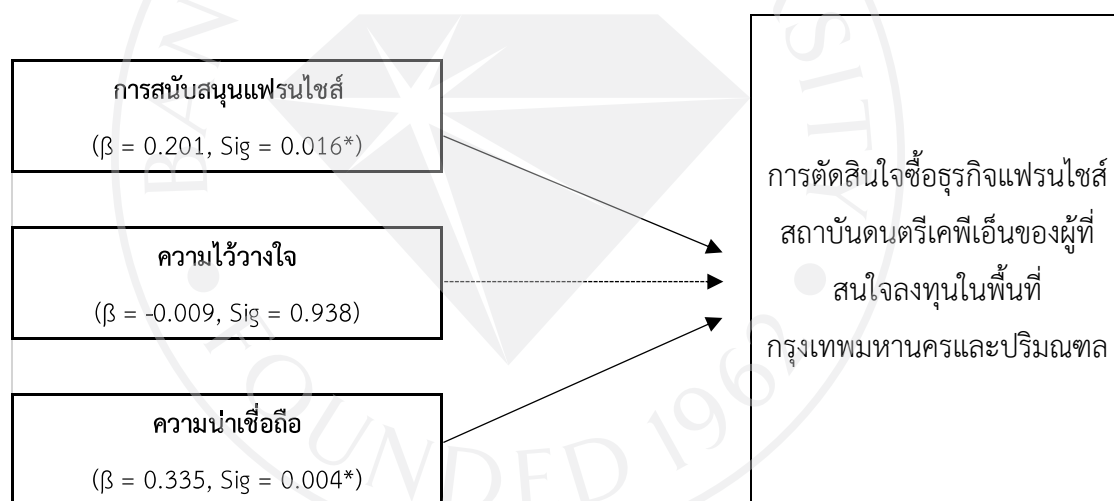 การสนับสนุนแฟรนไชส์
(β = 0.201, Sig = 0.016*)
ความไว้วางใจ
(β = -0.009, Sig = 0.938)
ความน่าเชื่อถือ
(β = 0.335, Sig = 0.004*)
การตัดสินใจซื้อธุรกิจแฟรนไชส์
สถาบันดนตรีเคพีเอ็นของผู้ที่
สนใจลงทุนในพื้นที่
กรุงเทพมหานครและปริมณฑล
BAN
SITY
FOUNDED 1962